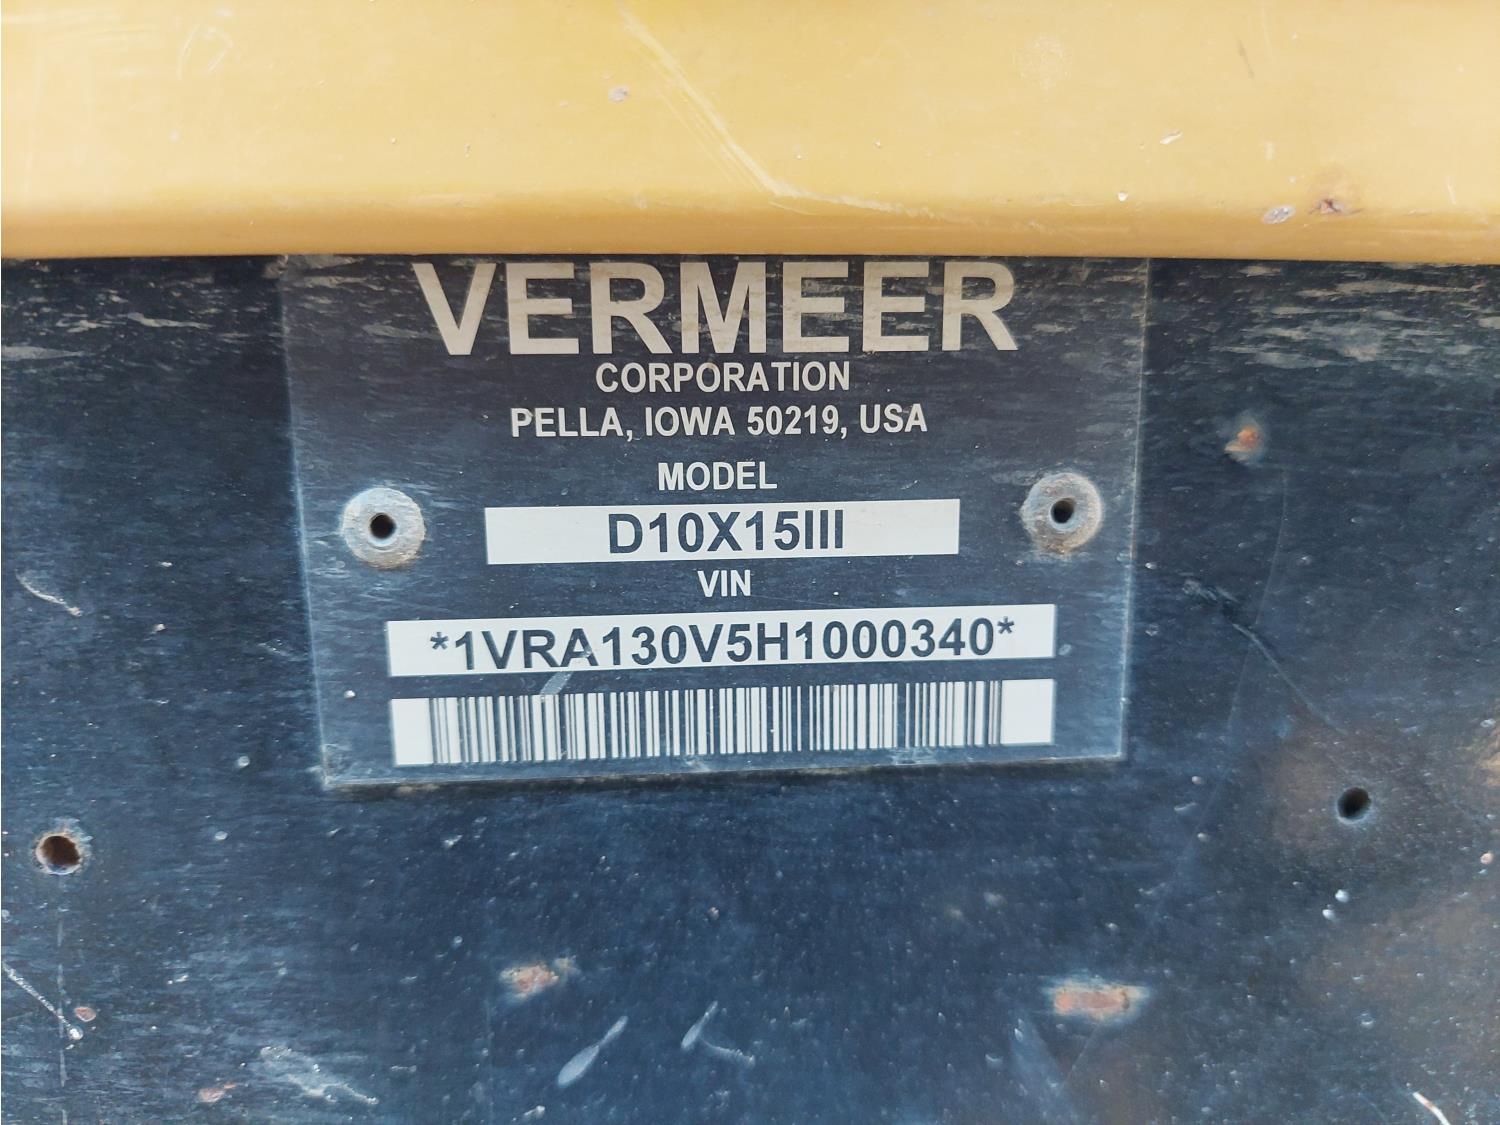 VERMEER
CORPORATION
PELLA, IOWA 50219, USA
MODEL
D10X15III
VIN
*1VRA130V5H1000340*